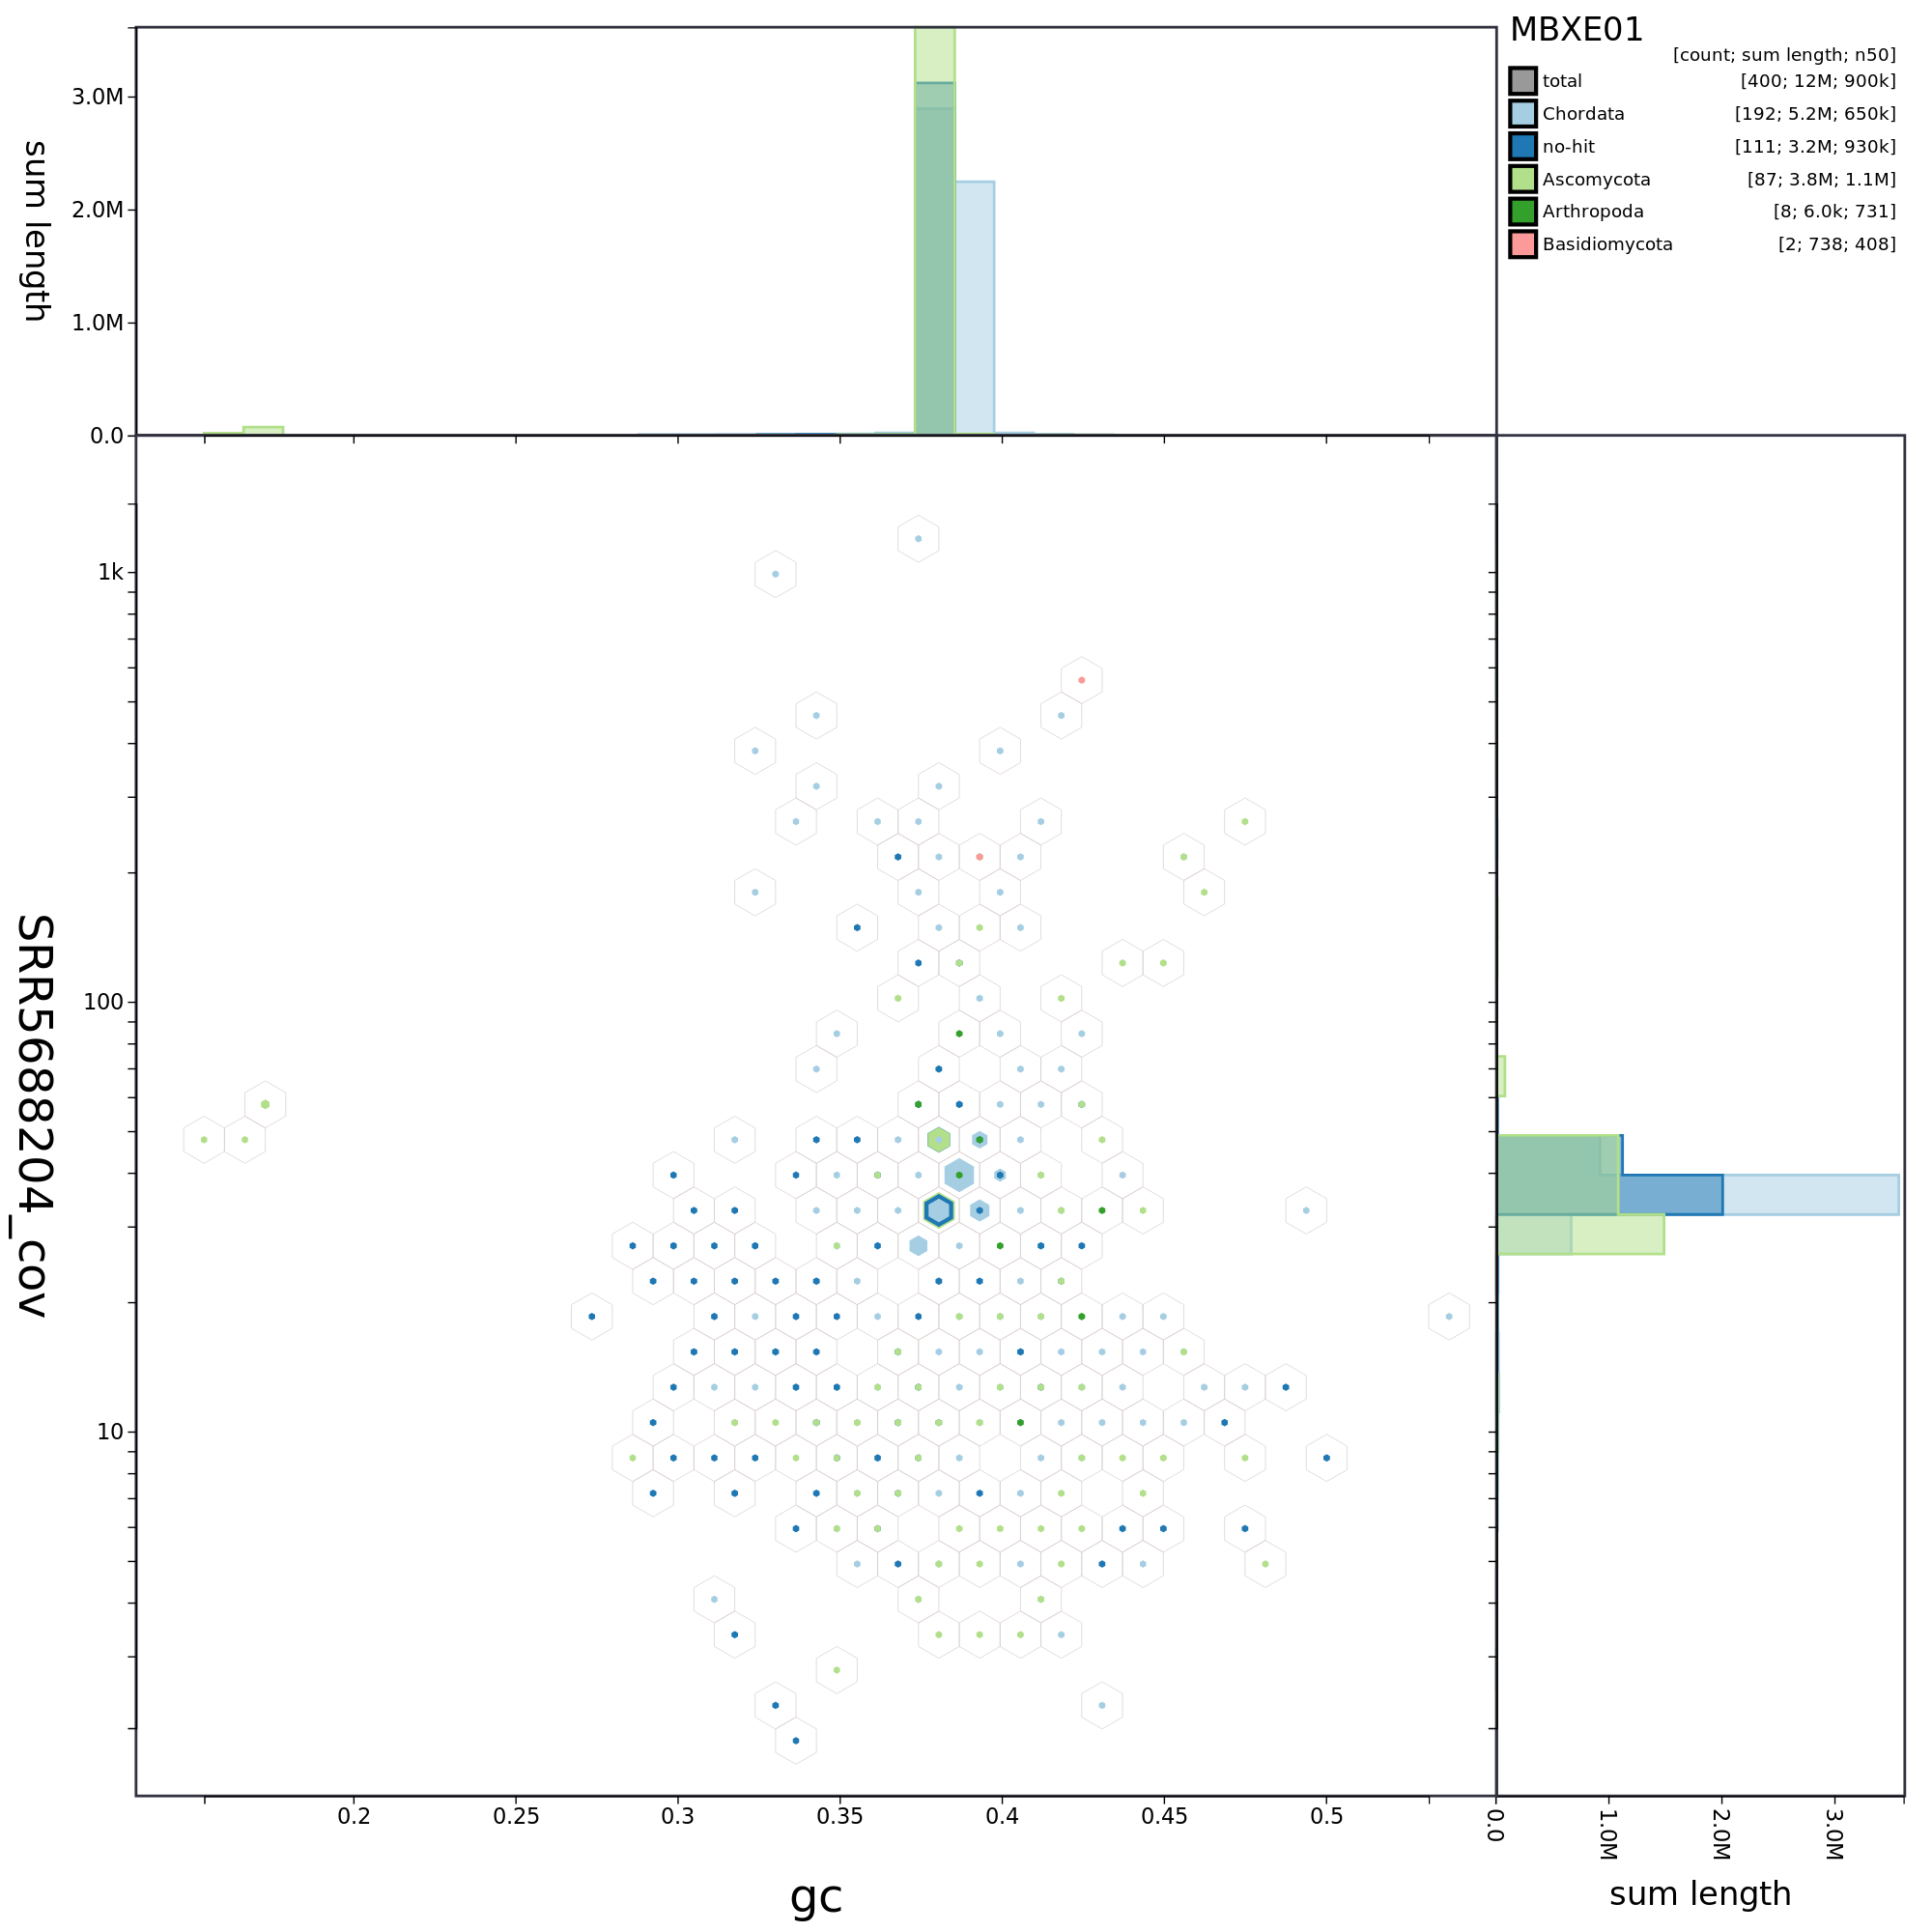 MBXE01
[count; sum length; n50]
total [400; 12M; 900k]
Chordata [192; 5.2M; 650k]
no-hit [111; 3.2M; 930k]
Ascomycota [87; 3.8M; 1.1M]
Arthropoda [8; 6.0k; 731]
Basidiomycota [2; 738; 408]
sum length
3.0M
2.0M
1.0M
0.0
SRR5688204_cov
1k
100
10
0.2 0.25 0.3 0.35 0.4 0.45 0.5
gc
0.0 1.0M 2.0M 3.0M
sum length